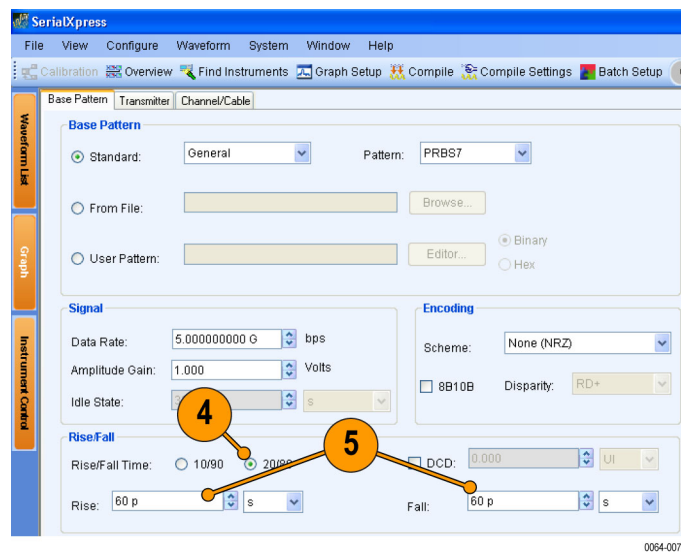 SerialXpress
File View Configure Waveform System Window Help
Calibration Overview Find Instruments Graph Setup Compile Compile Settings Batch Setup
Base Pattern Transmitter Channel/Cable
Waveform List
Graph
Instrument Control
Base Pattern
Standard: General Pattern: PRBS7
From File: Browse...
User Pattern: Editor... Binary
Hex
Signal
Data Rate: 5.000000000 G bps
Amplitude Gain: 1.000 Volts
Idle State: s
Encoding
Scheme: None (NRZ)
8B10B Disparity: RD+
4
5
Rise/Fall
Rise/Fall Time: 10/90 DCD: 0.000 UI
Rise: 60 p s Fall: 60 p s
0064-007